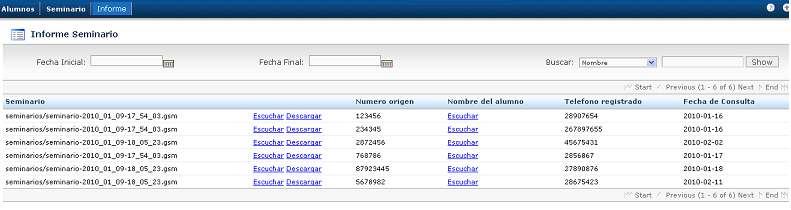 Alumnos Seminario Informe
Informe Seminario
Fecha Inicial: Fecha Final: Buscar: Nombre Show
Start Previous (1 - 6 of 6) Next End
Seminario Numero origen Nombre del alumno Telefono registrado Fecha de Consulta
seminarios/seminario-2010_01_09-17_54_03.gsm Escuchar Descargar 123456 Escuchar 28907654 2010-01-16
seminarios/seminario-2010_01_09-17_54_03.gsm Escuchar Descargar 234345 Escuchar 267897655 2010-01-16
seminarios/seminario-2010_01_09-18_05_23.gsm Escuchar Descargar 2872456 Escuchar 45675431 2010-02-02
seminarios/seminario-2010_01_09-17_54_03.gsm Escuchar Descargar 768786 Escuchar 2856867 2010-01-17
seminarios/seminario-2010_01_09-18_05_23.gsm Escuchar Descargar 87923445 Escuchar 27890876 2010-01-18
seminarios/seminario-2010_01_09-18_05_23.gsm Escuchar Descargar 5678982 Escuchar 28675423 2010-02-11
Start Previous (1 - 6 of 6) Next End